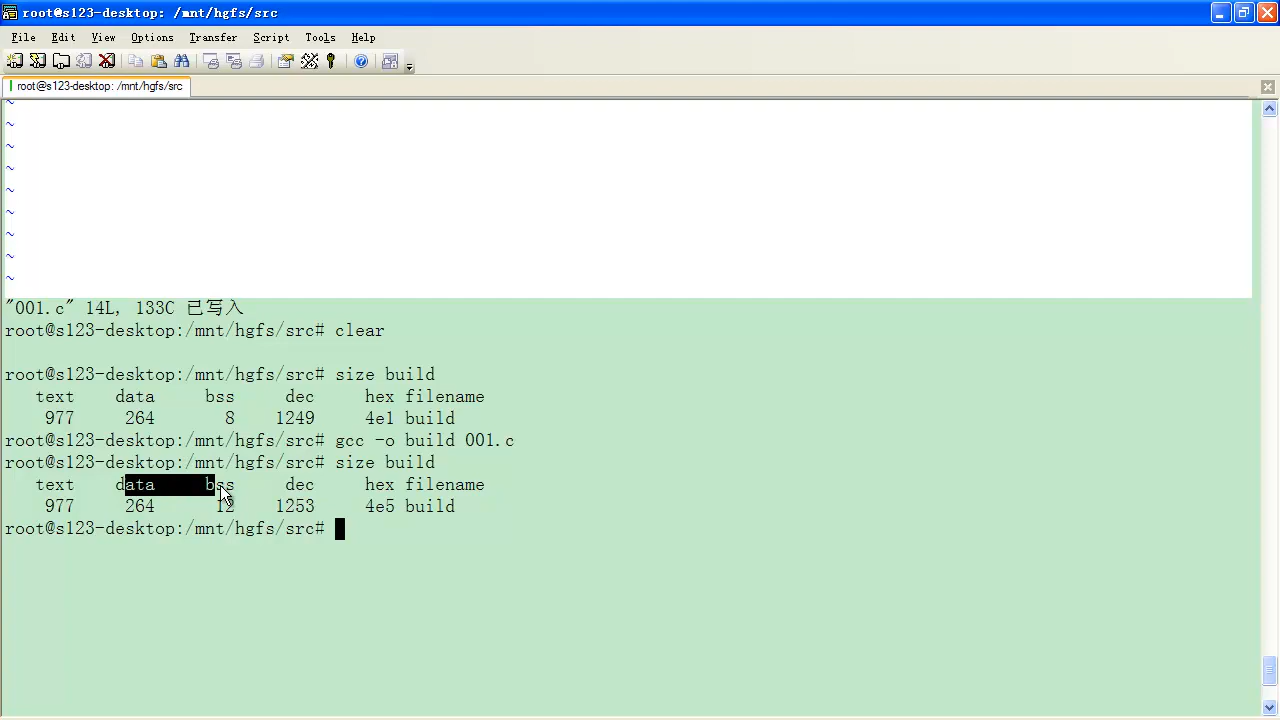 root@s123-desktop: /mnt/hgfs/src
File Edit View Options Transfer Script Tools Help
root@s123-desktop: /mnt/hgfs/src
~
~
~
~
~
~
~
~
~
"001.c" 14L, 133C 已写入
root@s123-desktop:/mnt/hgfs/src# clear
root@s123-desktop:/mnt/hgfs/src# size build
text data bss dec hex filename
977 264 8 1249 4e1 build
root@s123-desktop:/mnt/hgfs/src# gcc -o build 001.c
root@s123-desktop:/mnt/hgfs/src# size build
text data bss dec hex filename
977 264 12 1253 4e5 build
root@s123-desktop:/mnt/hgfs/src#